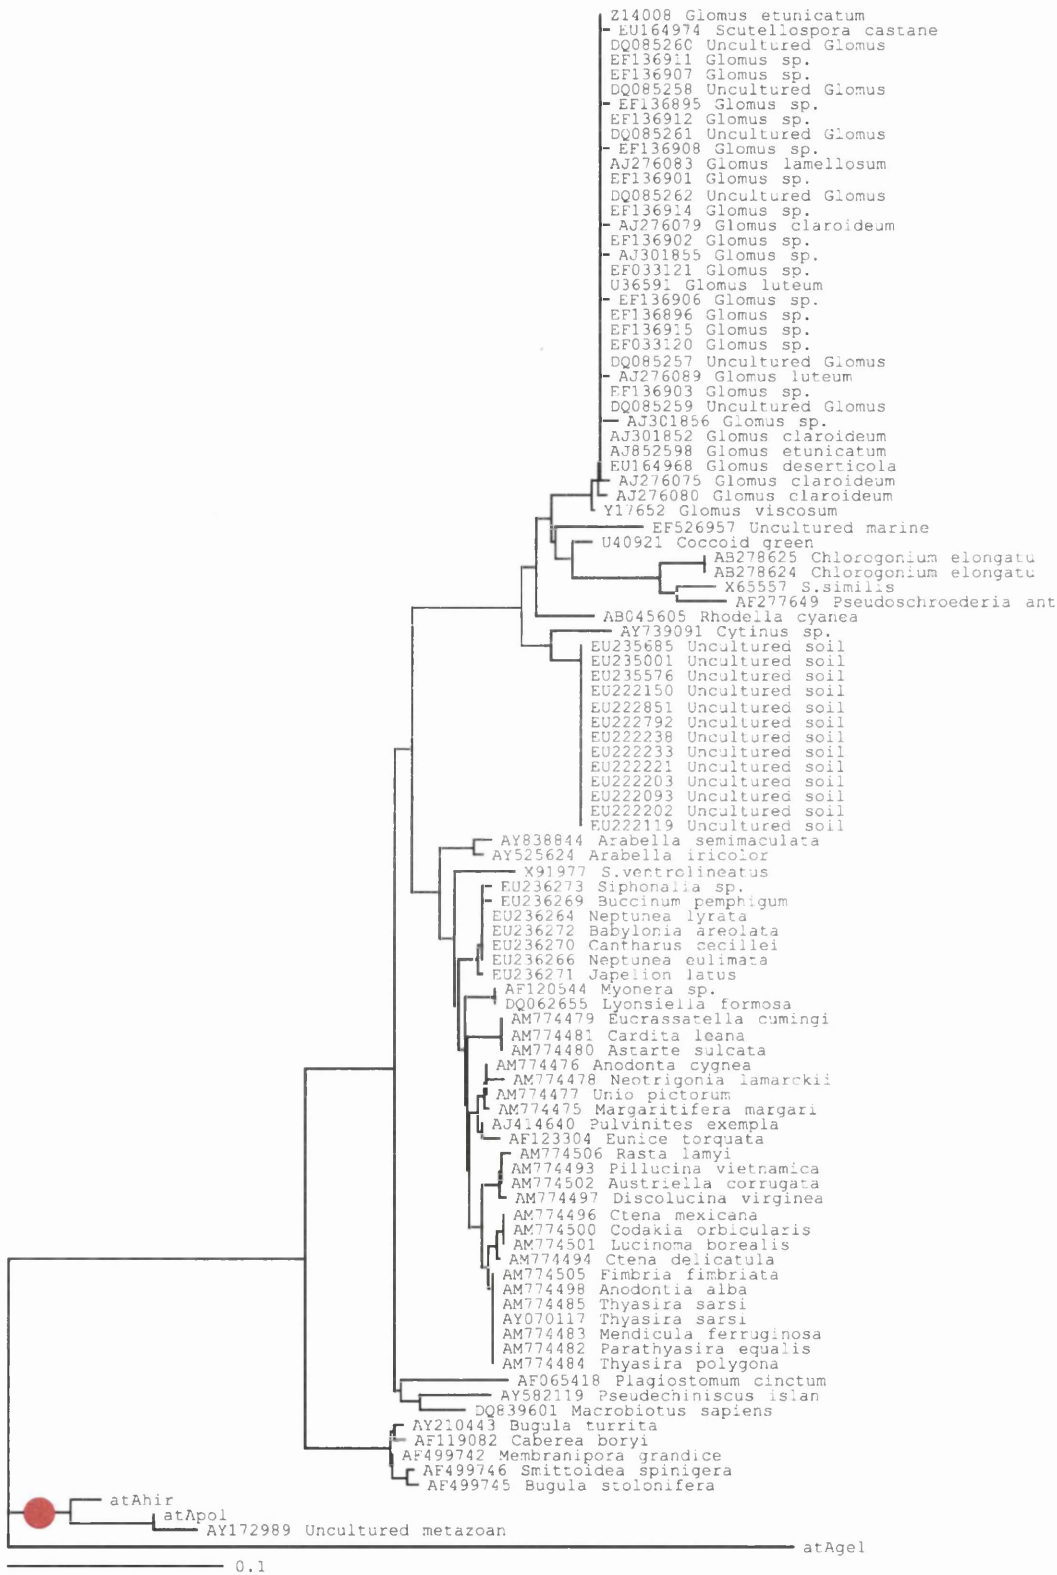 Z14008 Glomus etunicatum
EU164974 Scutellospora castane
DQ085260 Uncultured Glomus
EF136911 Glomus sp.
EF136907 Glomus sp.
DQ085258 Uncultured Glomus
EF136895 Glomus sp.
EF136912 Glomus sp.
DQ085261 Uncultured Glomus
EF136908 Glomus sp.
AJ276083 Glomus lamellosum
EF136901 Glomus sp.
DQ085262 Uncultured Glomus
EF136914 Glomus sp.
AJ276079 Glomus claroideum
EF136902 Glomus sp.
AJ301855 Glomus sp.
EF033121 Glomus sp.
U36591 Glomus luteum
EF136906 Glomus sp.
EF136896 Glomus sp.
EF136915 Glomus sp.
EF033120 Glomus sp.
DQ085257 Uncultured Glomus
AJ276089 Glomus luteum
EF136903 Glomus sp.
DQ085259 Uncultured Glomus
AJ301856 Glomus sp.
AJ301852 Glomus claroideum
AJ852598 Glomus etunicatum
EU164968 Glomus deserticola
AJ276075 Glomus claroideum
AJ276080 Glomus claroideum
Y17652 Glomus viscosum
EF526957 Uncultured marine
U40921 Coccoid green
AB278625 Chlorogonium elongatu
AB278624 Chlorogonium elongatu
X65557 S.similis
AF277649 Pseudoschroederia ant
AB045605 Rhodella cyanea
AY739091 Cytinus sp.
EU235685 Uncultured soil
EU235001 Uncultured soil
EU235576 Uncultured soil
EU222150 Uncultured soil
EU222851 Uncultured soil
EU222792 Uncultured soil
EU222238 Uncultured soil
EU222233 Uncultured soil
EU222221 Uncultured soil
EU222203 Uncultured soil
EU222093 Uncultured soil
EU222202 Uncultured soil
EU222119 Uncultured soil
AY838844 Arabella semimaculata
AY525624 Arabella iricolor
X91977 S.ventrolineatus
EU236273 Siphonalia sp.
EU236269 Buccinum pemphigum
EU236264 Neptunea lyrata
EU236272 Babylonia areolata
EU236270 Cantharus cecillei
EU236266 Neptunea eulimata
EU236271 Japelion latus
AF120544 Myonera sp.
DQ062655 Lyonsiella formosa
AM774479 Eucrassatella cumingi
AM774481 Cardita leana
AM774480 Astarte sulcata
AM774476 Anodonta cygnea
AM774478 Neotrigonia lamarckii
AM774477 Unio pictorum
AM774475 Margaritifera margari
AJ414640 Pulvinites exempla
AF123304 Eunice torquata
AM774506 Rasta lamyi
AM774493 Pillucina vietnamica
AM774502 Austriella corrugata
AM774497 Discolucina virginea
AM774496 Ctena mexicana
AM774500 Codakia orbicularis
AM774501 Lucinoma borealis
AM774494 Ctena delicatula
AM774505 Fimbria fimbriata
AM774498 Anodontia alba
AM774485 Thyasira sarsi
AY070117 Thyasira sarsi
AM774483 Mendicula ferruginosa
AM774482 Parathyasira equalis
AM774484 Thyasira polygona
AF065418 Plagiostomum cinctum
AY582119 Pseudechiniscus islan
DQ839601 Macrobiotus sapiens
AY210443 Bugula turrita
AF119082 Caberea boryi
AF499742 Membranipora grandice
AF499746 Smittoidea spinigera
AF499745 Bugula stolonifera
atAhir
atApol
AY172989 Uncultured metazoan
atAgel
0.1